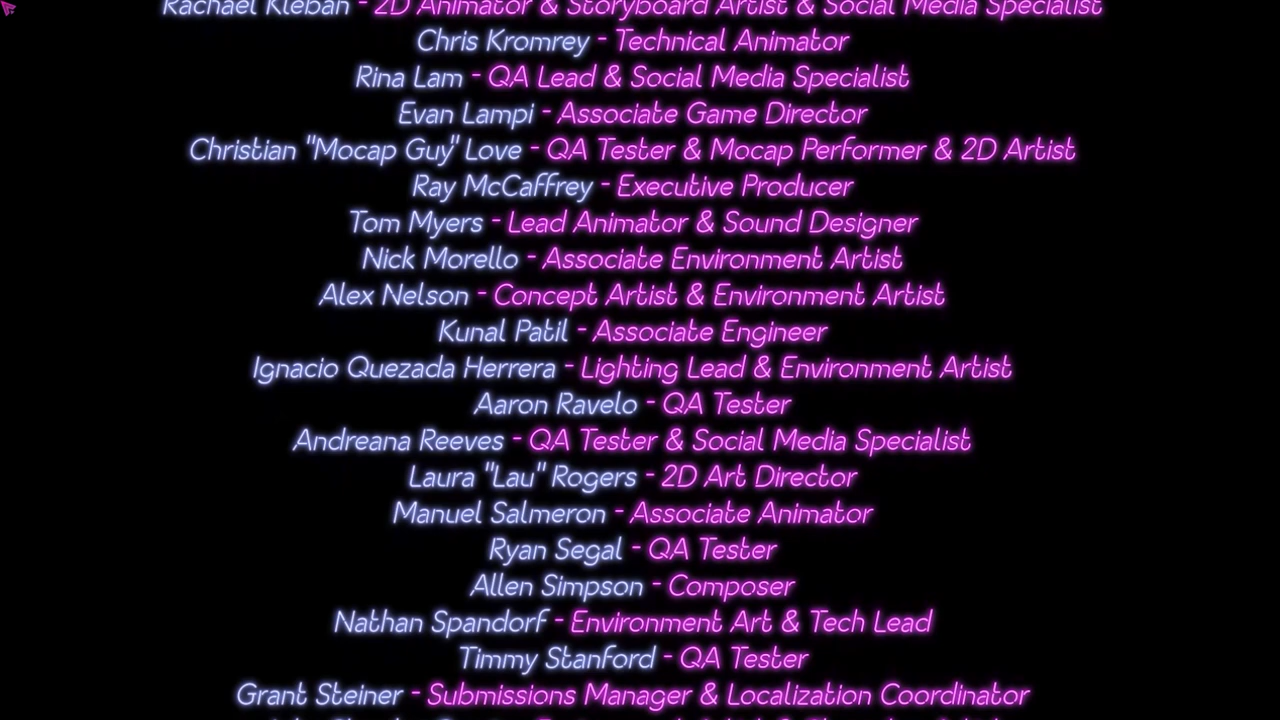 Rachael Kleban - 2D Animator & Storyboard Artist & Social Media Specialist
Chris Kromrey - Technical Animator
Rina Lam - QA Lead & Social Media Specialist
Evan Lampi - Associate Game Director
Christian "Mocap Guy" Love - QA Tester & Mocap Performer & 2D Artist
Ray McCaffrey - Executive Producer
Tom Myers - Lead Animator & Sound Designer
Nick Morello - Associate Environment Artist
Alex Nelson - Concept Artist & Environment Artist
Kunal Patil - Associate Engineer
Ignacio Quezada Herrera - Lighting Lead & Environment Artist
Aaron Ravelo - QA Tester
Andreana Reeves - QA Tester & Social Media Specialist
Laura "Lau" Rogers - 2D Art Director
Manuel Salmeron - Associate Animator
Ryan Segal - QA Tester
Allen Simpson - Composer
Nathan Spandorf - Environment Art & Tech Lead
Timmy Stanford - QA Tester
Grant Steiner - Submissions Manager & Localization Coordinator